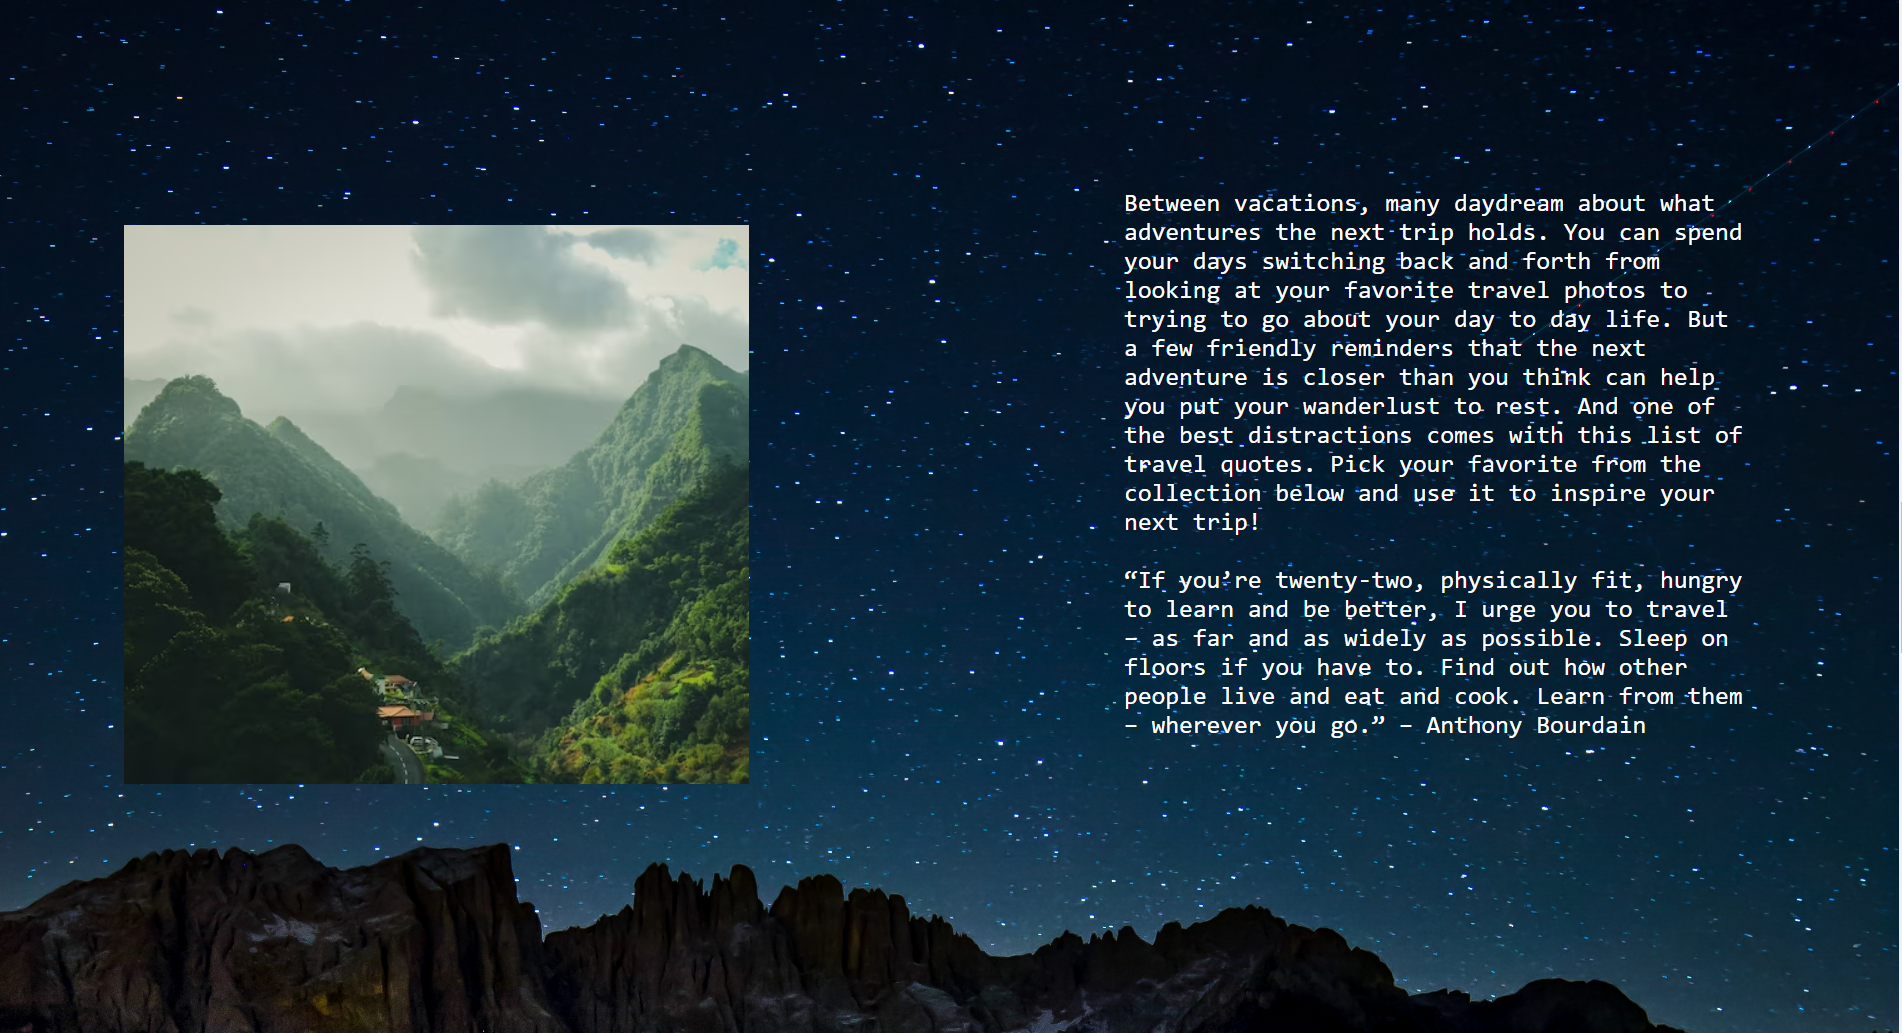 Between vacations, many daydream about what
adventures the next trip holds. You can spend
your days switching back and forth from
looking at your favorite travel photos to
trying to go about your day to day life. But
a few friendly reminders that the next
adventure is closer than you think can help
you put your wanderlust to rest. And one of
the best distractions comes with this list of
travel quotes. Pick your favorite from the
collection below and use it to inspire your
next trip!
“If you’re twenty-two, physically fit, hungry
to learn and be better, I urge you to travel
– as far and as widely as possible. Sleep on
floors if you have to. Find out how other
people live and eat and cook. Learn from them
– wherever you go.” – Anthony Bourdain